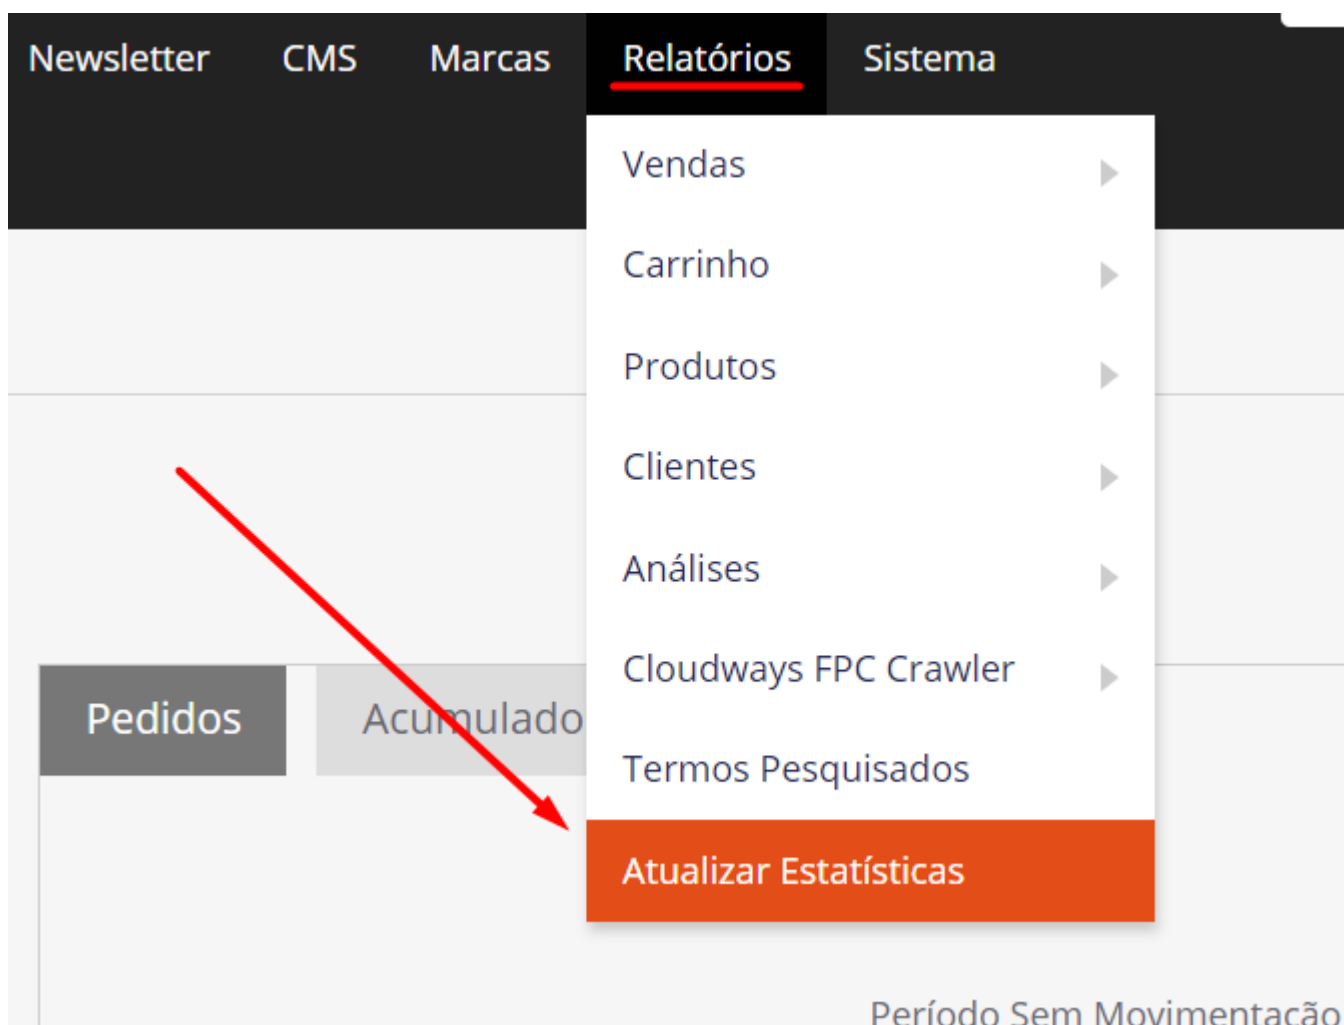 Newsletter CMS Marcas Relatórios Sistema
Vendas
Carrinho
Produtos
Clientes
Análises
Cloudways FPC Crawler
Termos Pesquisados
Atualizar Estatísticas
Pedidos Acumulado
Período Sem Movimentação